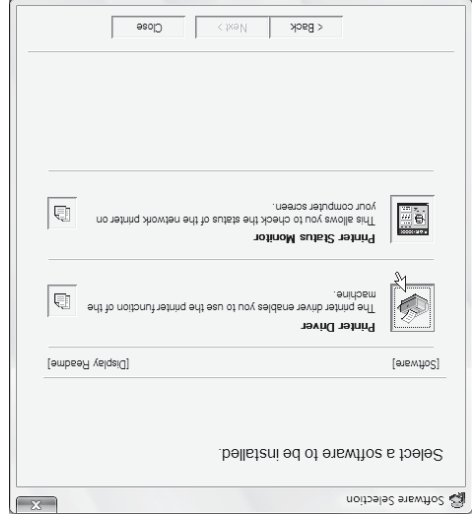 Software Selection
X
Select a software to be installed.
[Software] [Display Readme]
Printer Driver
The printer driver enables you to use the printer function of the
machine.
Printer Status Monitor
This allows you to check the status of the network printer on
your computer screen.
< Back Next > Close